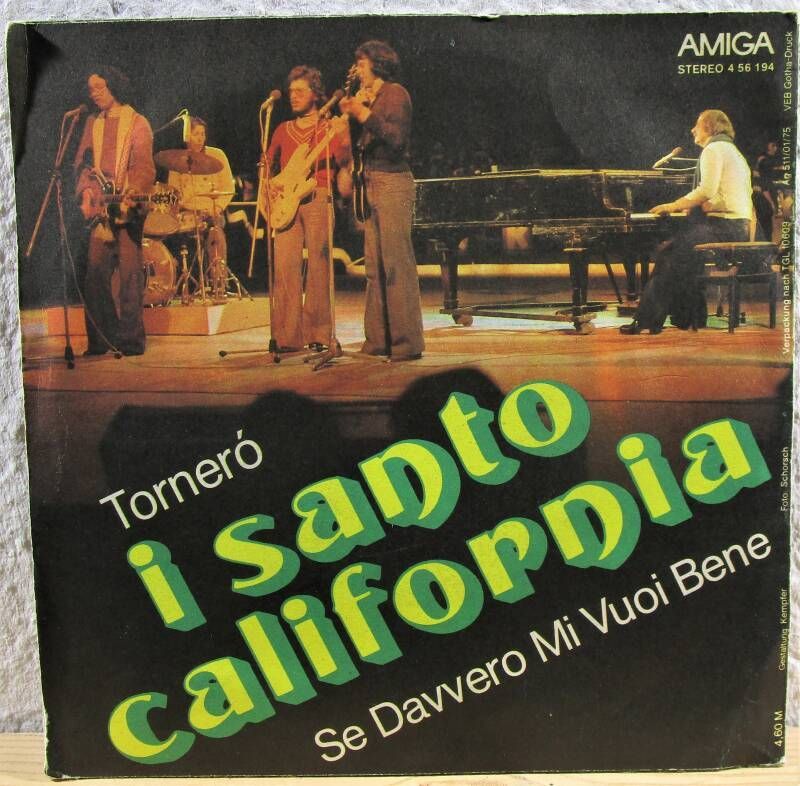 AMIGA
STEREO 4 56 194
Torneró
i santo
california
Se Davvero Mi Vuoi Bene
4,60 M
Gestaltung Kempfer
Foto: Schorsch
Verpackung nach TGL 10609
Ag 511/01/75
VEB Gotha-Druck